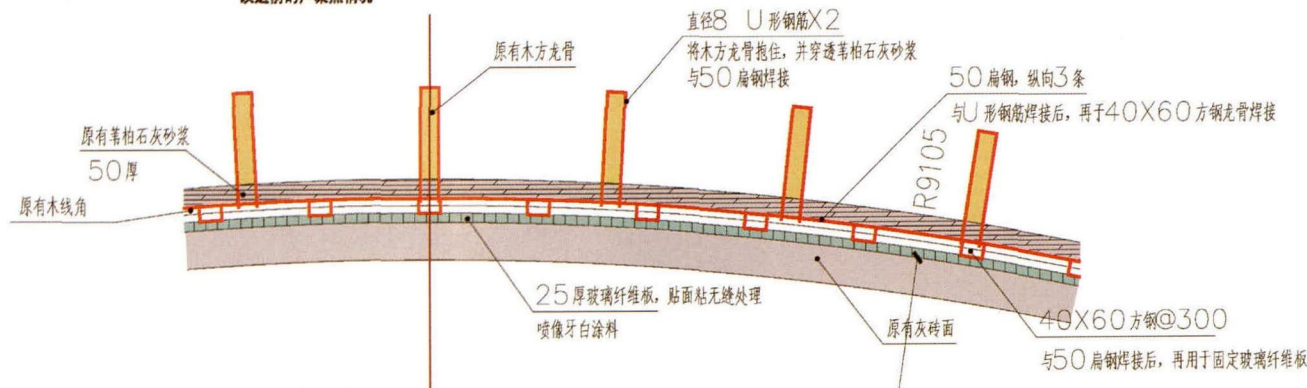 直径8 U形钢筋X2
将木方龙骨抱住，并穿透苇柏石灰砂浆
与50扁钢焊接
原有木方龙骨
50扁钢，纵向3条
与U形钢筋焊接后，再于40X60方钢龙骨焊接
原有苇柏石灰砂浆
50厚
R9105
原有木线角
25厚玻璃纤维板，贴面粘无缝处理
喷像牙白涂料
原有灰砖面
40X60方钢@300
与50扁钢焊接后，再用于固定玻璃纤维板